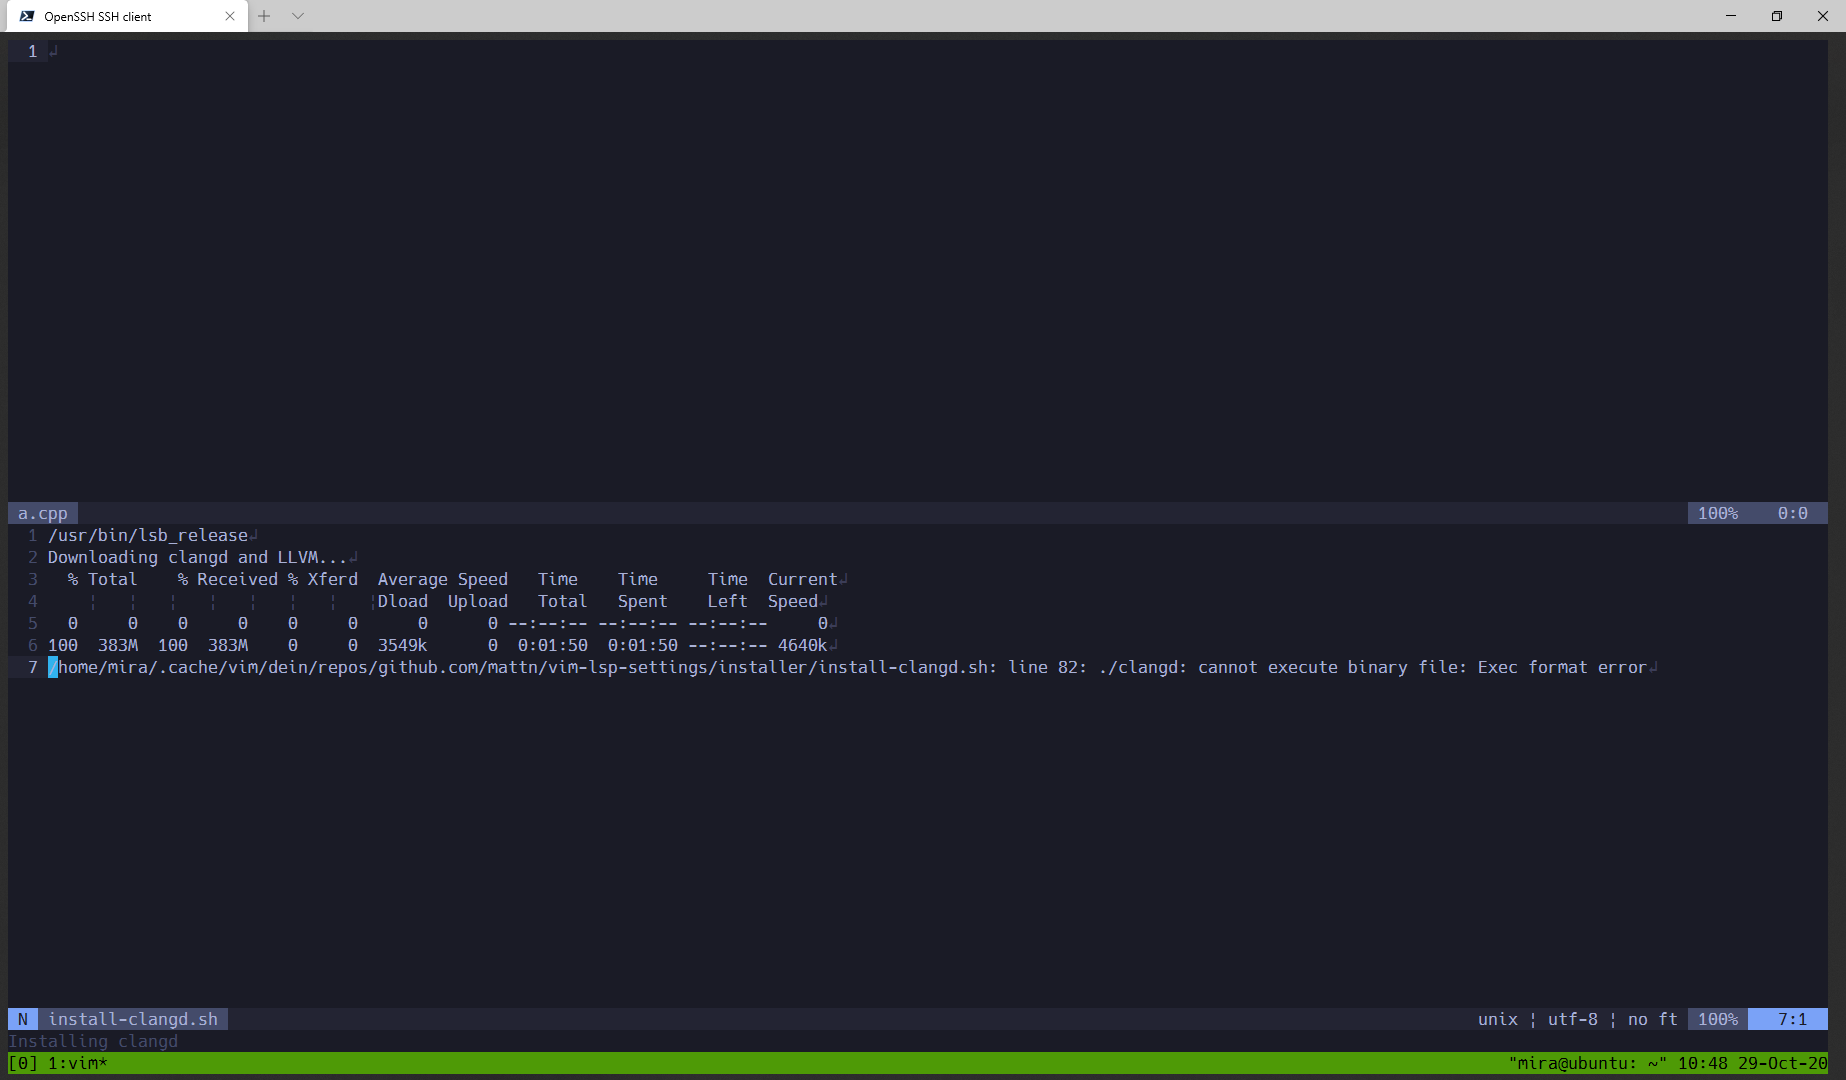 OpenSSH SSH client
1
a.cpp 100% 0:0
1 /usr/bin/lsb_release
2 Downloading clangd and LLVM...
3 % Total % Received % Xferd Average Speed Time Time Time Current
4 Dload Upload Total Spent Left Speed
5 0 0 0 0 0 0 0 0 --:--:-- --:--:-- --:--:-- 0
6 100 383M 100 383M 0 0 3549k 0 0:01:50 0:01:50 --:--:-- 4640k
7 /home/mira/.cache/vim/dein/repos/github.com/mattn/vim-lsp-settings/installer/install-clangd.sh: line 82: ./clangd: cannot execute binary file: Exec format error
N install-clangd.sh unix ¦ utf-8 ¦ no ft 100% 7:1
Installing clangd
[0] 1:vim* "mira@ubuntu: ~" 10:48 29-Oct-20